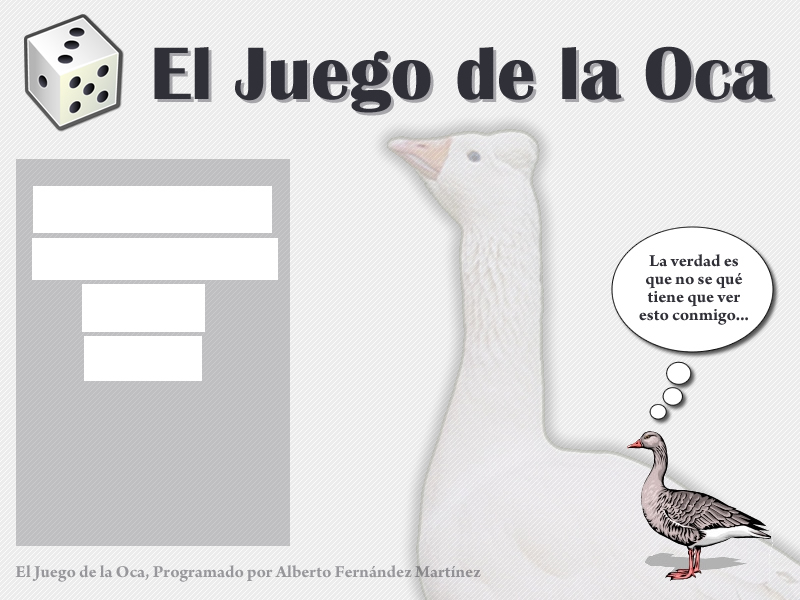 El Juego de la Oca
La verdad es
que no se qué
tiene que ver
esto conmigo...
El Juego de la Oca, Programado por Alberto Fernández Martínez